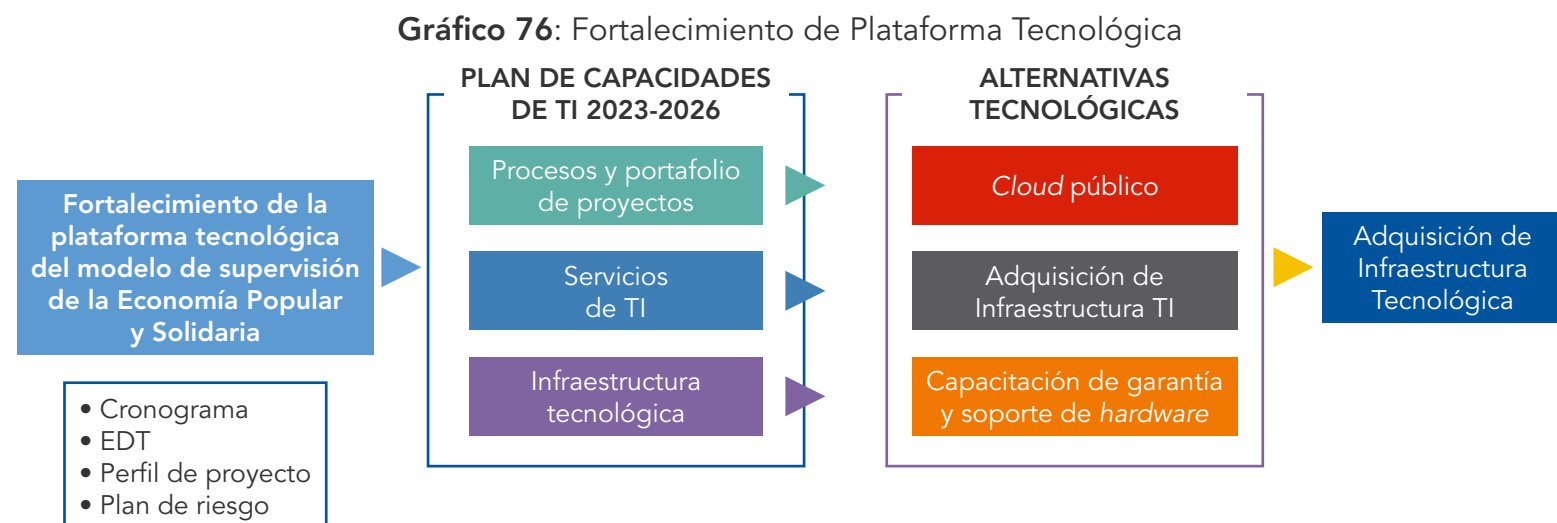 Gráfico 76: Fortalecimiento de Plataforma Tecnológica
Fortalecimiento de la
plataforma tecnológica
del modelo de supervisión
de la Economía Popular
y Solidaria
• Cronograma
• EDT
• Perfil de proyecto
• Plan de riesgo
PLAN DE CAPACIDADES
DE TI 2023-2026
Procesos y portafolio
de proyectos
Servicios
de TI
Infraestructura
tecnológica
ALTERNATIVAS
TECNOLÓGICAS
Cloud público
Adquisición de
Infraestructura TI
Capacitación de garantía
y soporte de hardware
Adquisición de
Infraestructura
Tecnológica